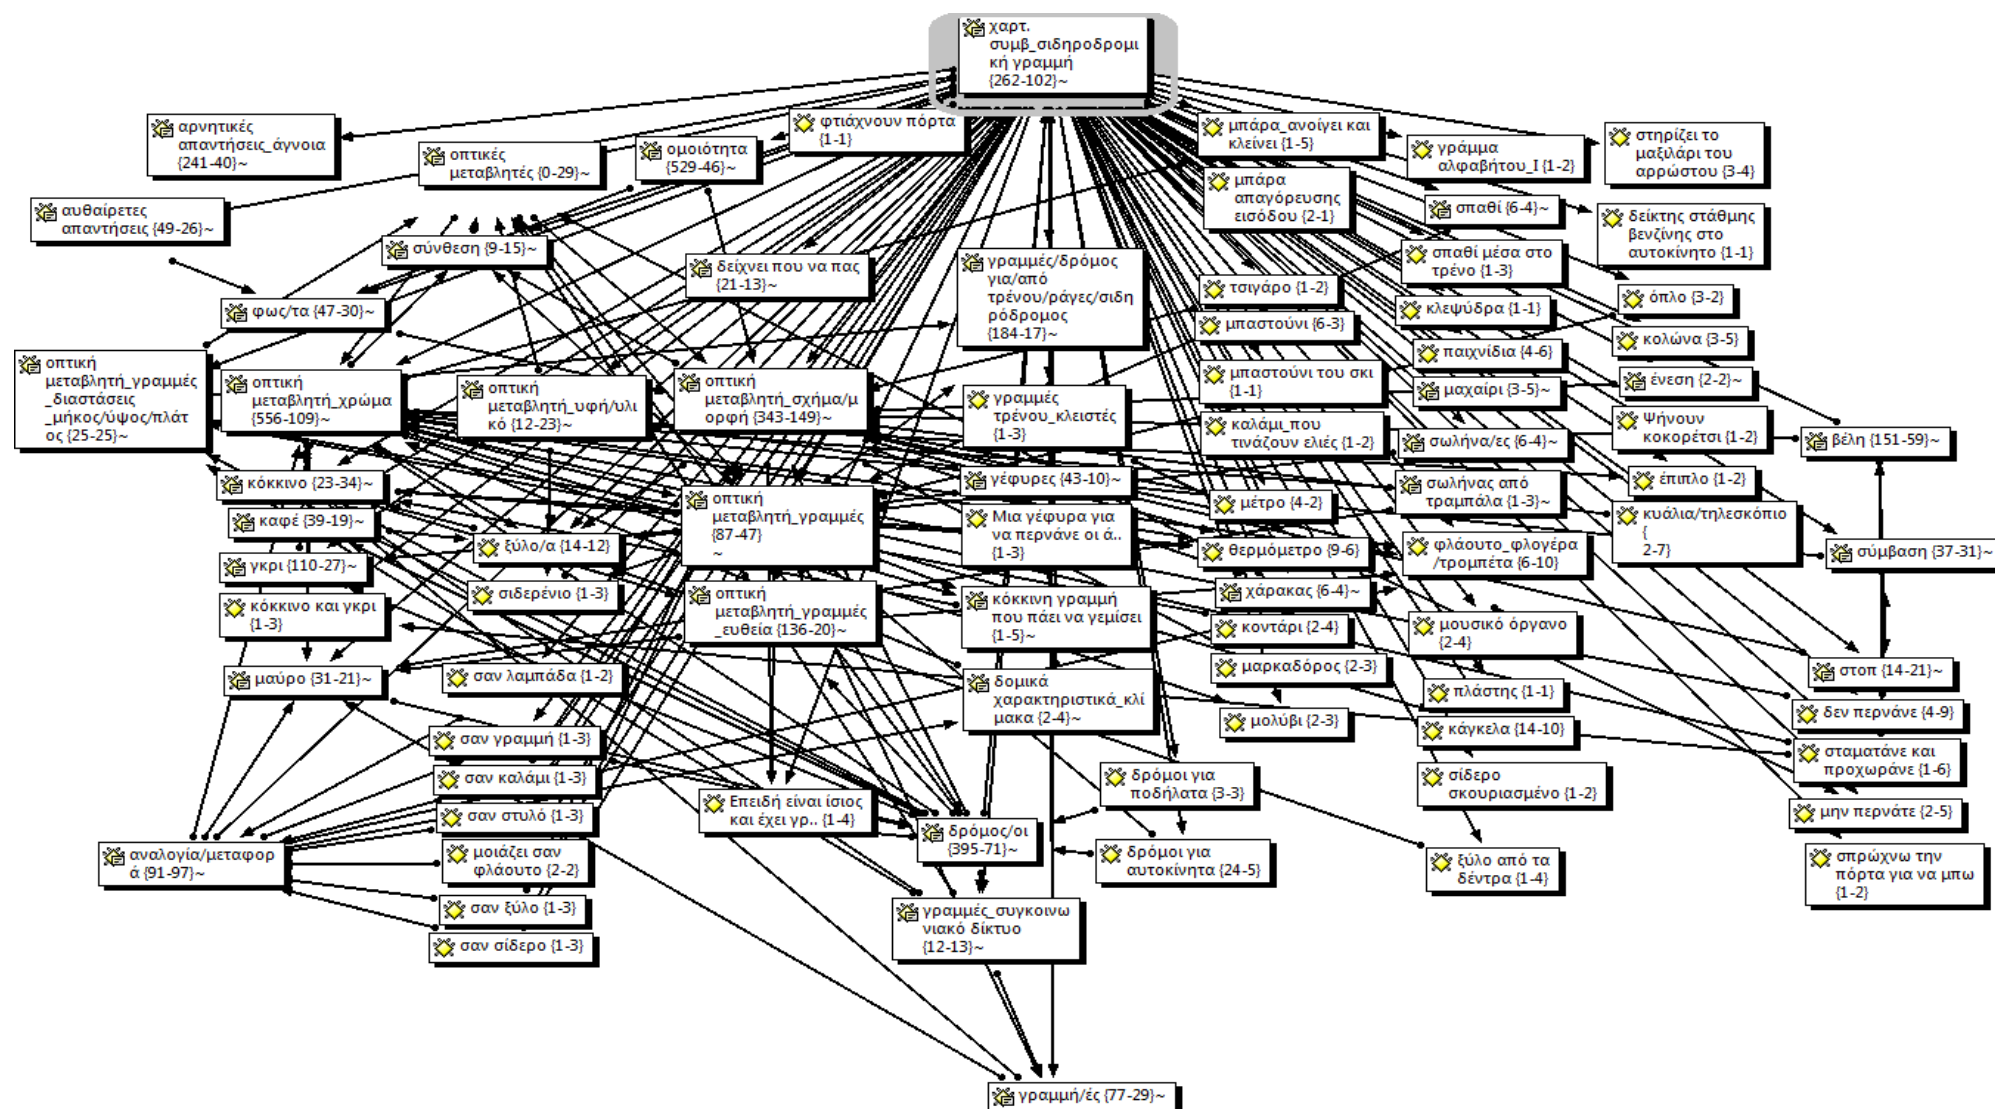 χαρτ.
συμβ_σιδηροδρομι
κή γραμμή
{262-102}~
αρνητικές
απαντήσεις_άγνοια
{241-40}~
οπτικές
μεταβλητές {0-29}~
ομοιότητα
{529-46}~
φτιάχνουν πόρτα
{1-1}
μπάρα_ανοίγει και
κλείνει {1-5}
γράμμα
αλφαβήτου_Ι {1-2}
στηρίζει το
μαξιλάρι του
αρρώστου {3-4}
αυθαίρετες
απαντήσεις {49-26}~
σύνθεση {9-15}~
δείχνει που να πας
{21-13}~
γραμμές/δρόμος
για/από
τρένου/ράγες/σιδη
ρόδρομος
{184-17}~
μπάρα
απαγόρευσης
εισόδου {2-1}
σπαθί {6-4}~
δείκτης στάθμης
βενζίνης στο
αυτοκίνητο {1-1}
σπαθί μέσα στο
τρένο {1-3}
φως/τα {47-30}~
τσιγάρο {1-2}
κλεψύδρα {1-1}
όπλο {3-2}
μπαστούνι {6-3}
κολώνα {3-5}
παιχνίδια {4-6}
οπτική
μεταβλητή_γραμμές
_διαστάσεις
_μήκος/ύψος/πλάτ
ος {25-25}~
οπτική
μεταβλητή_χρώμα
{556-109}~
οπτική
μεταβλητή_υφή/υλι
κό {12-23}~
οπτική
μεταβλητή_σχήμα/μ
ορφή {343-149}~
γραμμές
τρένου_κλειστές
{1-3}
μπαστούνι του σκι
{1-1}
μαχαίρι {3-5}~
ένεση {2-2}~
καλάμι_που
τινάζουν ελιές {1-2}
σωλήνα/ες {6-4}~
Ψήνουν
κοκορέτσι {1-2}
βέλη {151-59}~
κόκκινο {23-34}~
γέφυρες {43-10}~
μέτρο {4-2}
σωλήνας από
τραμπάλα {1-3}~
έπιπλο {1-2}
καφέ {39-19}~
οπτική
μεταβλητή_γραμμές
{87-47}
~
Μια γέφυρα για
να περνάνε οι ά..
{1-3}
κυάλια/τηλεσκόπιο
{
2-7}
ξύλο/α {14-12}
θερμόμετρο {9-6}
φλάουτο_φλογέρα
/τρομπέτα {6-10}
σύμβαση {37-31}~
γκρι {110-27}~
σιδερένιο {1-3}
οπτική
μεταβλητή_γραμμές
_ευθεία {136-20}~
κόκκινη γραμμή
που πάει να γεμίσει
{1-5}~
χάρακας {6-4}~
κόκκινο και γκρι
{1-3}
κοντάρι {2-4}
μουσικό όργανο
{2-4}
μαύρο {31-21}~
σαν λαμπάδα {1-2}
δομικά
χαρακτηριστικά_κλί
μακα {2-4}~
μαρκαδόρος {2-3}
πλάστης {1-1}
στοπ {14-21}~
μολύβι {2-3}
κάγκελα {14-10}
δεν περνάνε {4-9}
σαν γραμμή {1-3}
σταματάνε και
προχωράνε {1-6}
σαν καλάμι {1-3}
Επειδή είναι ίσιος
και έχει γρ.. {1-4}
δρόμοι για
ποδήλατα {3-3}
σίδερο
σκουριασμένο {1-2}
μην περνάτε {2-5}
σαν στυλό {1-3}
δρόμος/οι
{395-71}~
αναλογία/μεταφορ
ά {91-97}~
μοιάζει σαν
φλάουτο {2-2}
δρόμοι για
αυτοκίνητα {24-5}
ξύλο από τα
δέντρα {1-4}
σπρώχνω την
πόρτα για να μπω
{1-2}
σαν ξύλο {1-3}
γραμμές_συγκοινω
νιακό δίκτυο
{12-13}~
σαν σίδερο {1-3}
γραμμή/ές {77-29}~